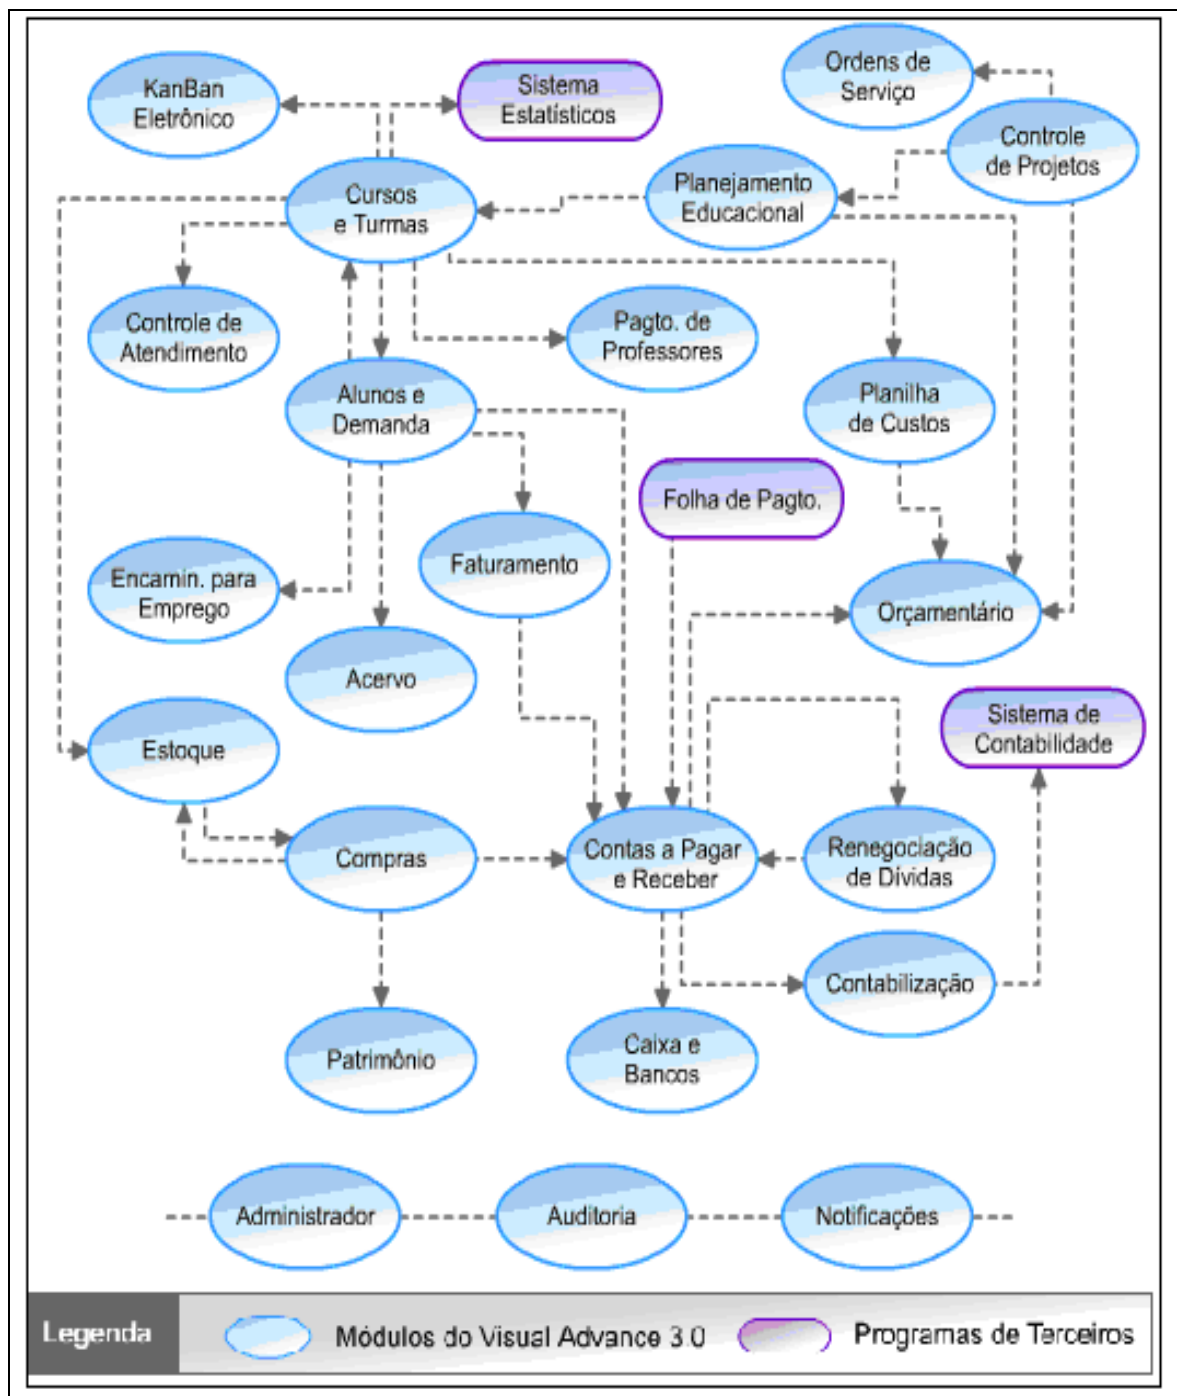 KanBan
Eletrônico
Sistema
Estatísticos
Ordens de
Serviço
Controle
de Projetos
Cursos
e Turmas
Planejamento
Educacional
Controle de
Atendimento
Pagto. de
Professores
Alunos e
Demanda
Planilha
de Custos
Folha de Pagto.
Faturamento
Encamin. para
Emprego
Orçamentário
Acervo
Estoque
Sistema de
Contabilidade
Compras
Contas a Pagar
e Receber
Renegociação
de Dívidas
Contabilização
Patrimônio
Caixa e
Bancos
Administrador
Auditoria
Notificações
Legenda
Módulos do Visual Advance 3.0
Programas de Terceiros